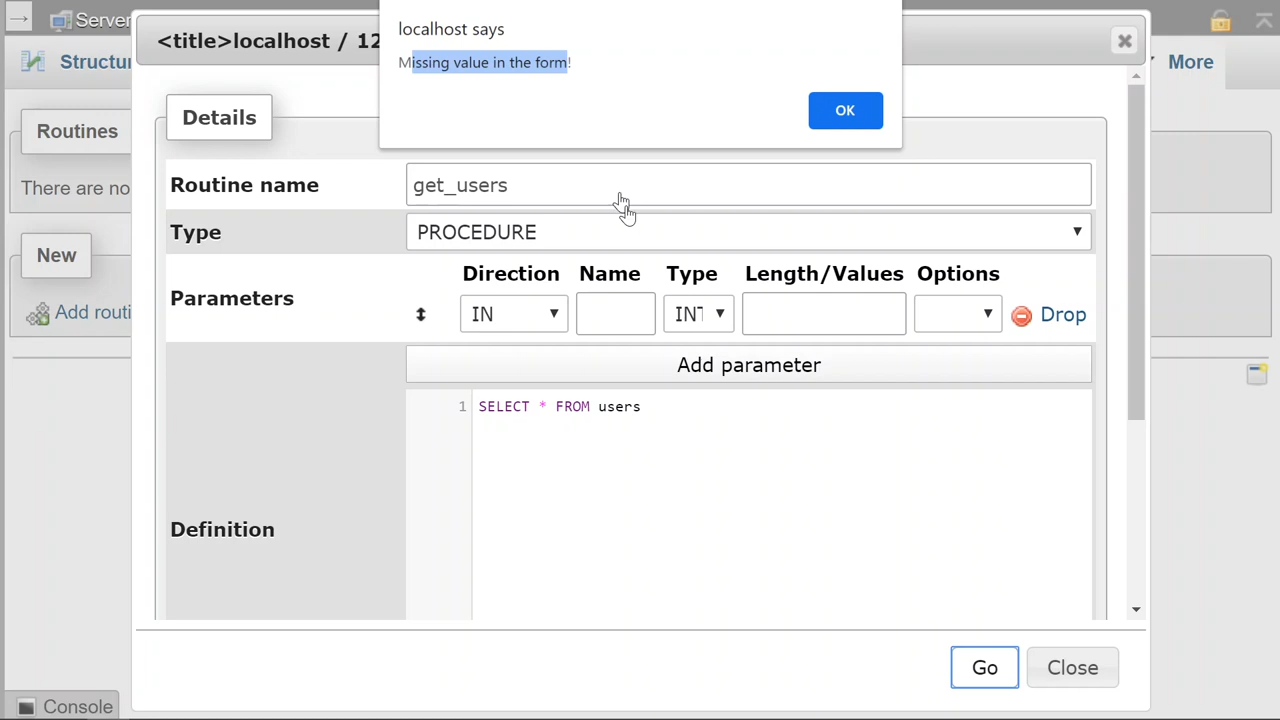 Server
localhost says
<title>localhost / 12
Missing value in the form!
Structu
More
OK
Details
Routines
There are no
Routine name
get_users
Type
PROCEDURE
New
Direction Name Type Length/Values Options
Parameters
IN
INT
Drop
Add routi
Add parameter
1 SELECT * FROM users
Definition
Go
Close
Console